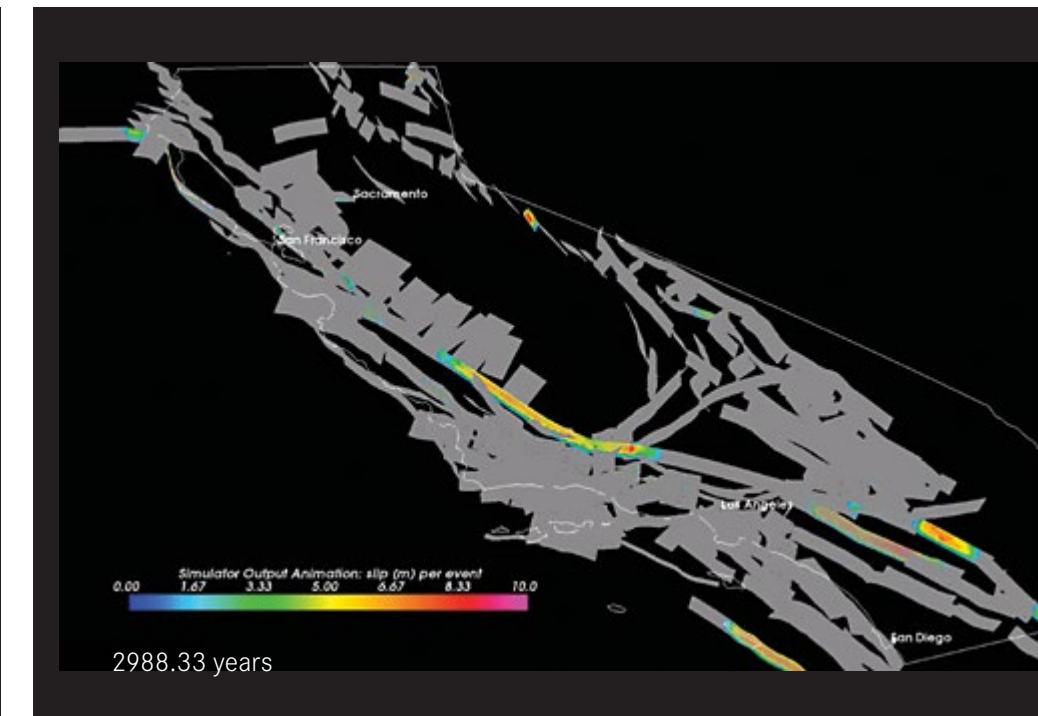 Sacramento
San Francisco
Los Angeles
Simulator Output Animation: slip (m) per event
0.00 1.67 3.33 5.00 6.67 8.33 10.0
San Diego
2988.33 years